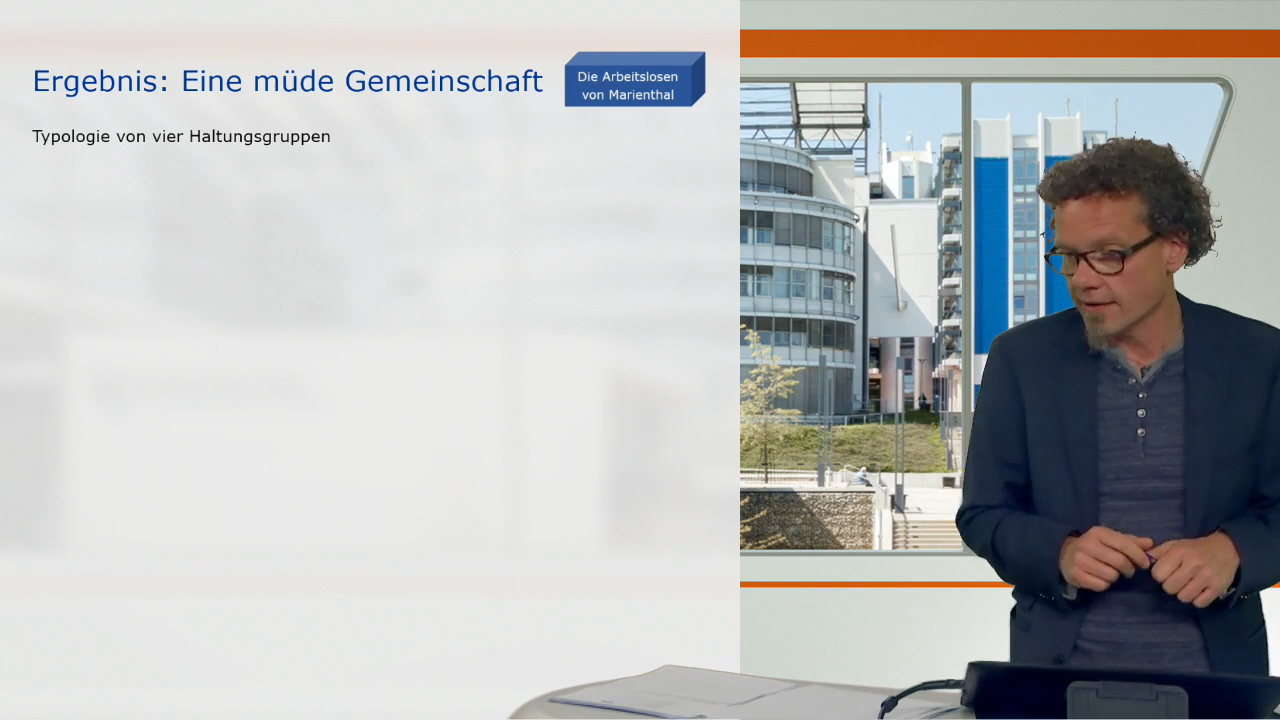 Ergebnis: Eine müde Gemeinschaft
Die Arbeitslosen
von Marienthal
Typologie von vier Haltungsgruppen